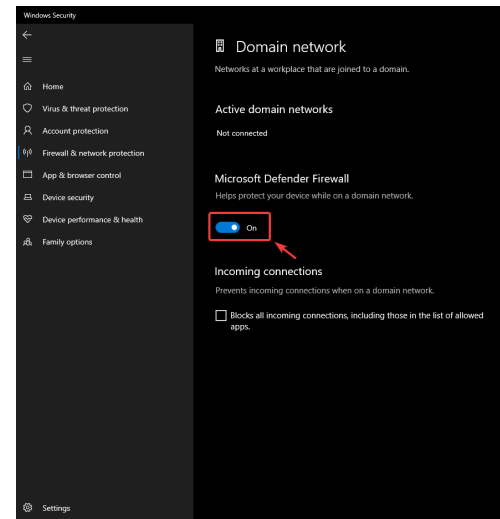 Windows Security
Home
Virus & threat protection
Account protection
Firewall & network protection
App & browser control
Device security
Device performance & health
Family options
Settings
Domain network
Networks at a workplace that are joined to a domain.
Active domain networks
Not connected
Microsoft Defender Firewall
Helps protect your device while on a domain network.
On
Incoming connections
Prevents incoming connections when on a domain network.
Blocks all incoming connections, including those in the list of allowed
apps.